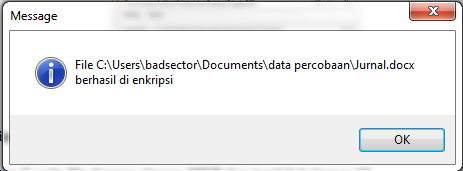 Message
File C:\Users\badsector\Documents\data percobaan\Jurnal.docx
berhasil di enkripsi
OK